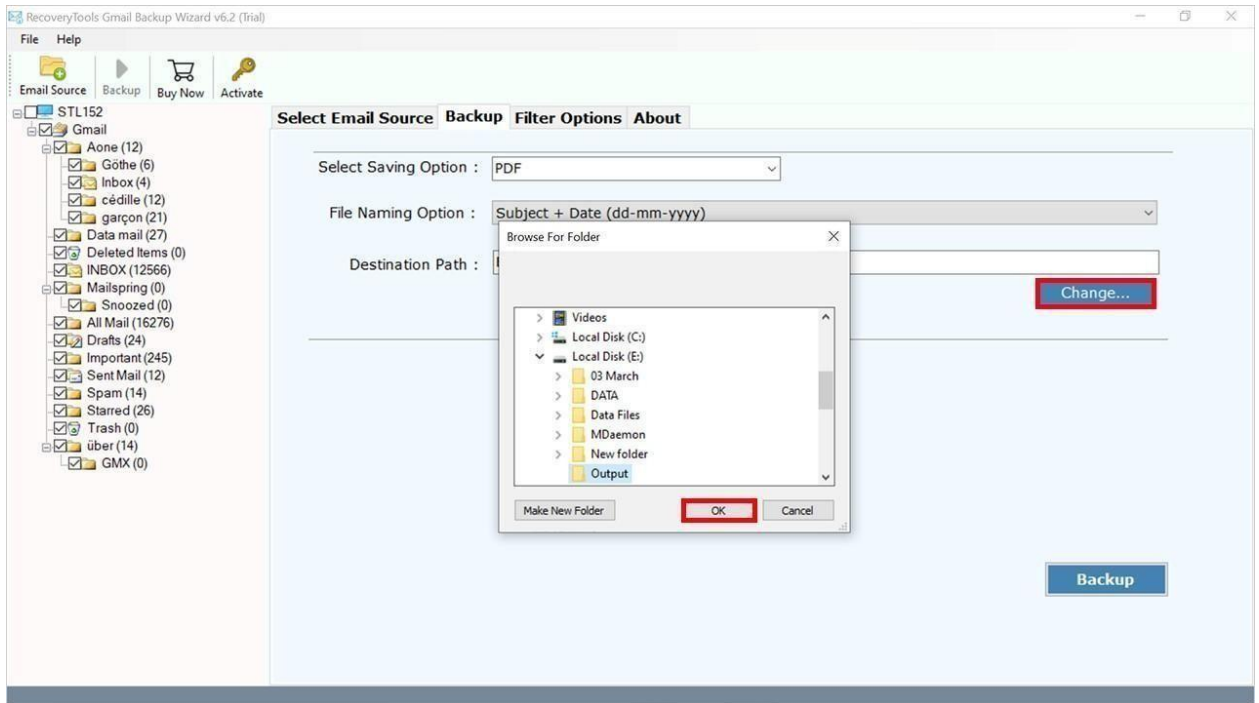 RecoveryTools Gmail Backup Wizard v6.2 (Trial)
File Help
Email Source Backup Buy Now Activate
STL152
Gmail
Aone (12)
Göthe (6)
Inbox (4)
cédille (12)
garçon (21)
Data mail (27)
Deleted Items (0)
INBOX (12566)
Mailspring (0)
Snoozed (0)
All Mail (16276)
Drafts (24)
Important (245)
Sent Mail (12)
Spam (14)
Starred (26)
Trash (0)
über (14)
GMX (0)
Select Email Source Backup Filter Options About
Select Saving Option : PDF
File Naming Option : Subject + Date (dd-mm-yyyy)
Destination Path :
Change...
Browse For Folder
Videos
Local Disk (C:)
Local Disk (E:)
03 March
DATA
Data Files
MDaemon
New folder
Output
Make New Folder OK Cancel
Backup